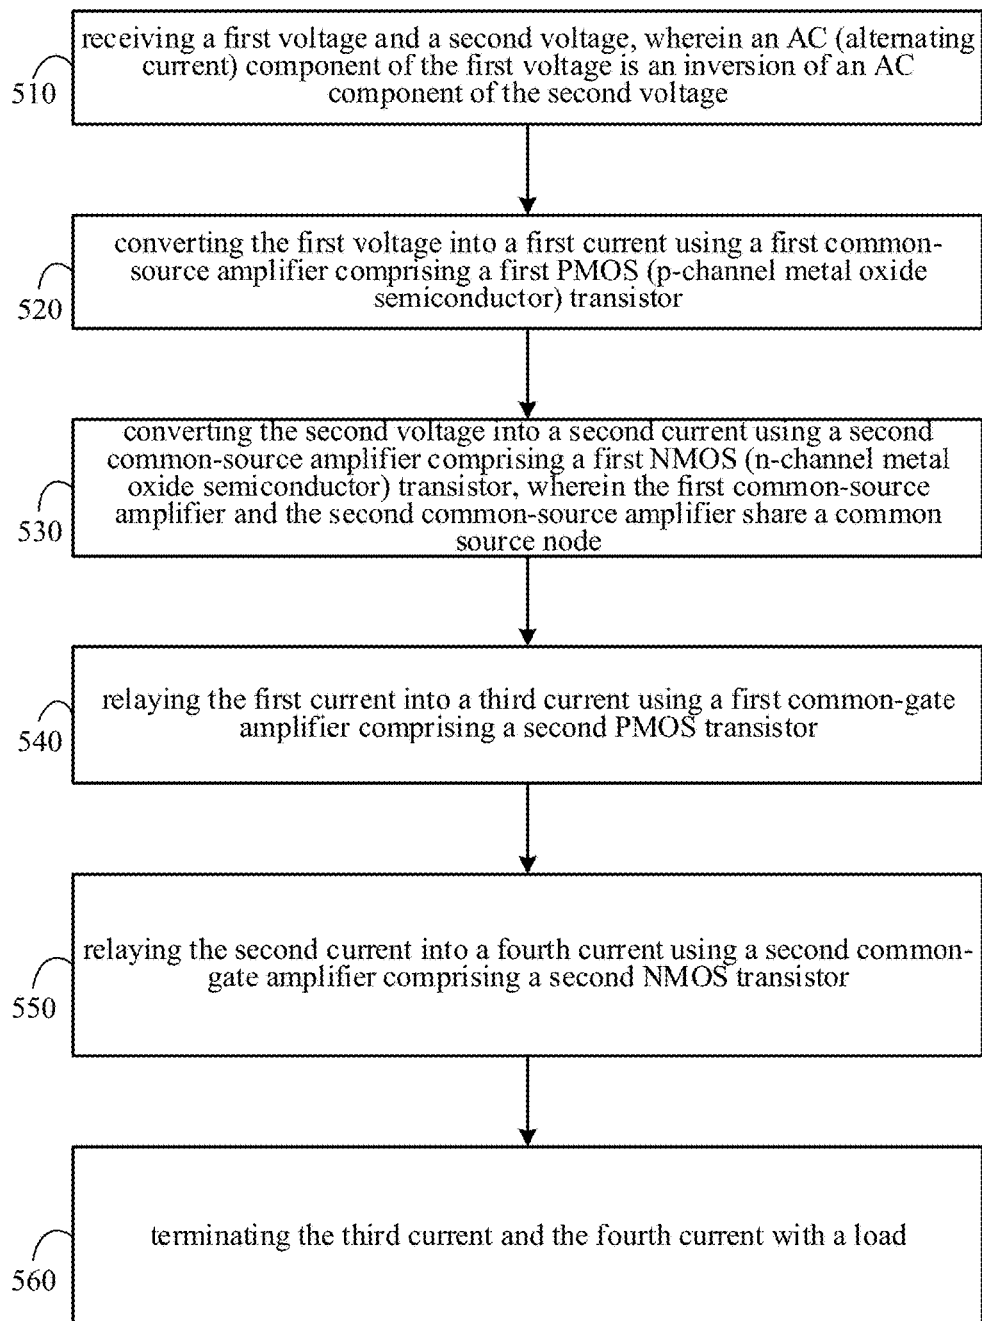 receiving a first voltage and a second voltage, wherein an AC (alternating
current) component of the first voltage is an inversion of an AC
component of the second voltage
510
converting the first voltage into a first current using a first common-
source amplifier comprising a first PMOS (p-channel metal oxide
semiconductor) transistor
520
converting the second voltage into a second current using a second
common-source amplifier comprising a first NMOS (n-channel metal
oxide semiconductor) transistor, wherein the first common-source
amplifier and the second common-source amplifier share a common
source node
530
relaying the first current into a third current using a first common-gate
amplifier comprising a second PMOS transistor
540
relaying the second current into a fourth current using a second common-
gate amplifier comprising a second NMOS transistor
550
terminating the third current and the fourth current with a load
560